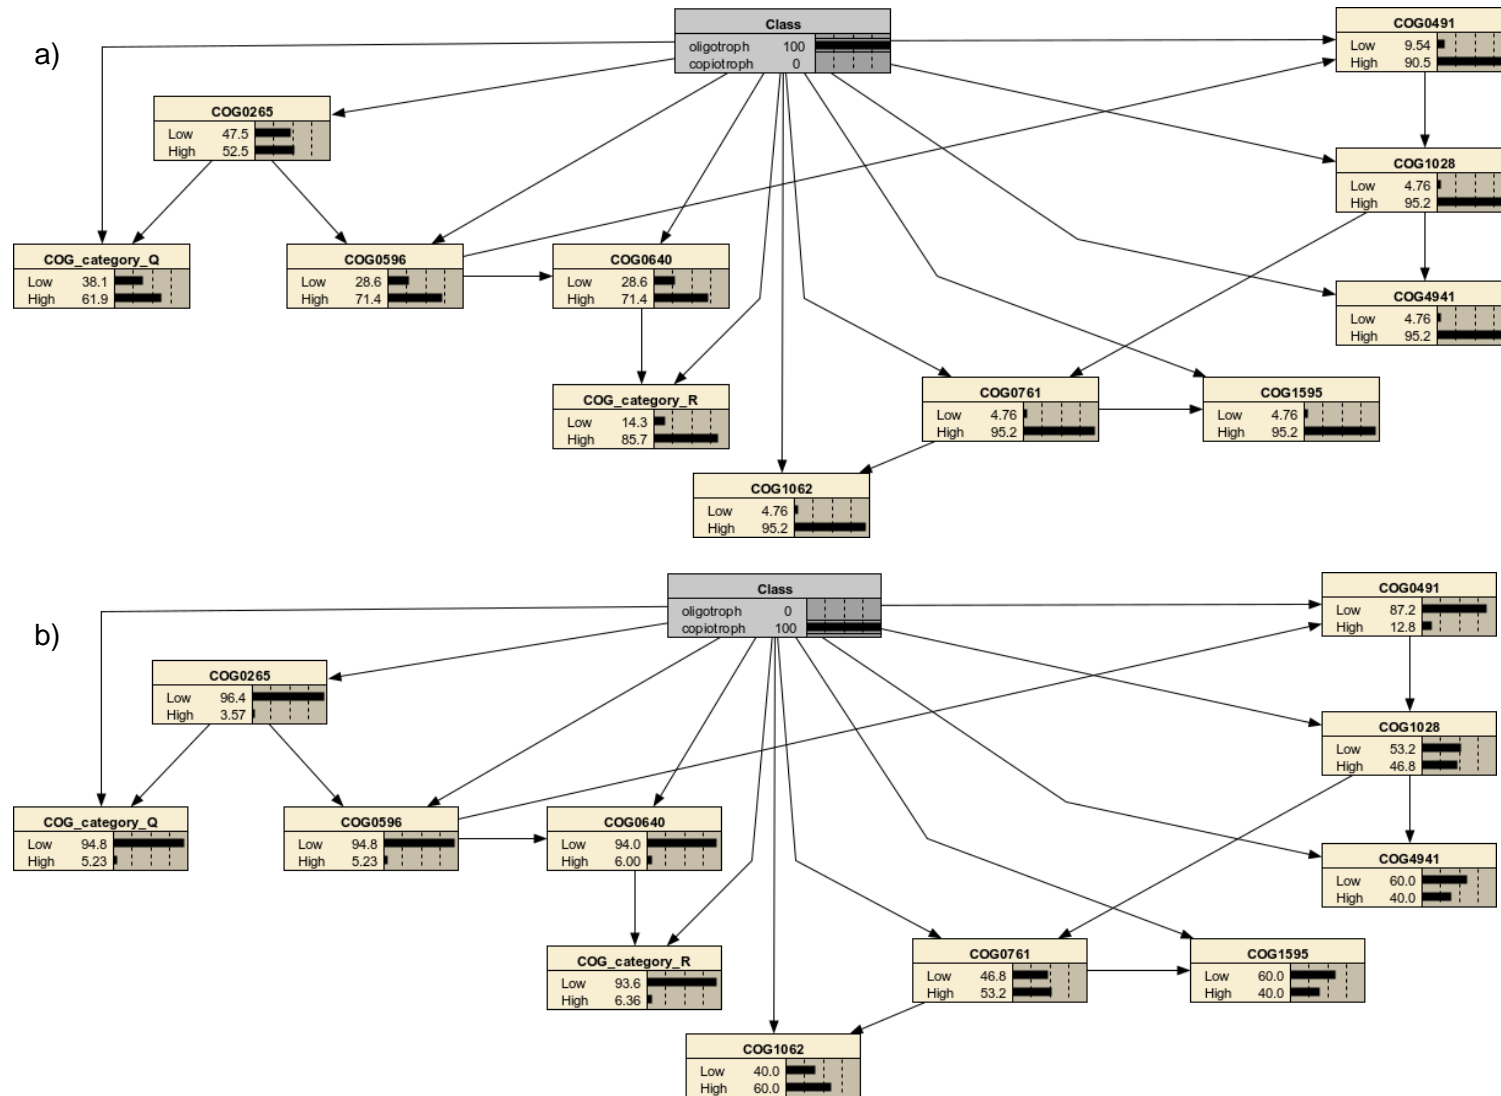 a)
Class
oligotroph 100
copiotroph 0
COG0491
Low 9.54
High 90.5
COG0265
Low 47.5
High 52.5
COG1028
Low 4.76
High 95.2
COG_category_Q
Low 38.1
High 61.9
COG0596
Low 28.6
High 71.4
COG0640
Low 28.6
High 71.4
COG4941
Low 4.76
High 95.2
COG_category_R
Low 14.3
High 85.7
COG0761
Low 4.76
High 95.2
COG1595
Low 4.76
High 95.2
COG1062
Low 4.76
High 95.2
b)
Class
oligotroph 0
copiotroph 100
COG0491
Low 87.2
High 12.8
COG0265
Low 96.4
High 3.57
COG1028
Low 53.2
High 46.8
COG_category_Q
Low 94.8
High 5.23
COG0596
Low 94.8
High 5.23
COG0640
Low 94.0
High 6.00
COG4941
Low 60.0
High 40.0
COG_category_R
Low 93.6
High 6.36
COG0761
Low 46.8
High 53.2
COG1595
Low 60.0
High 40.0
COG1062
Low 40.0
High 60.0